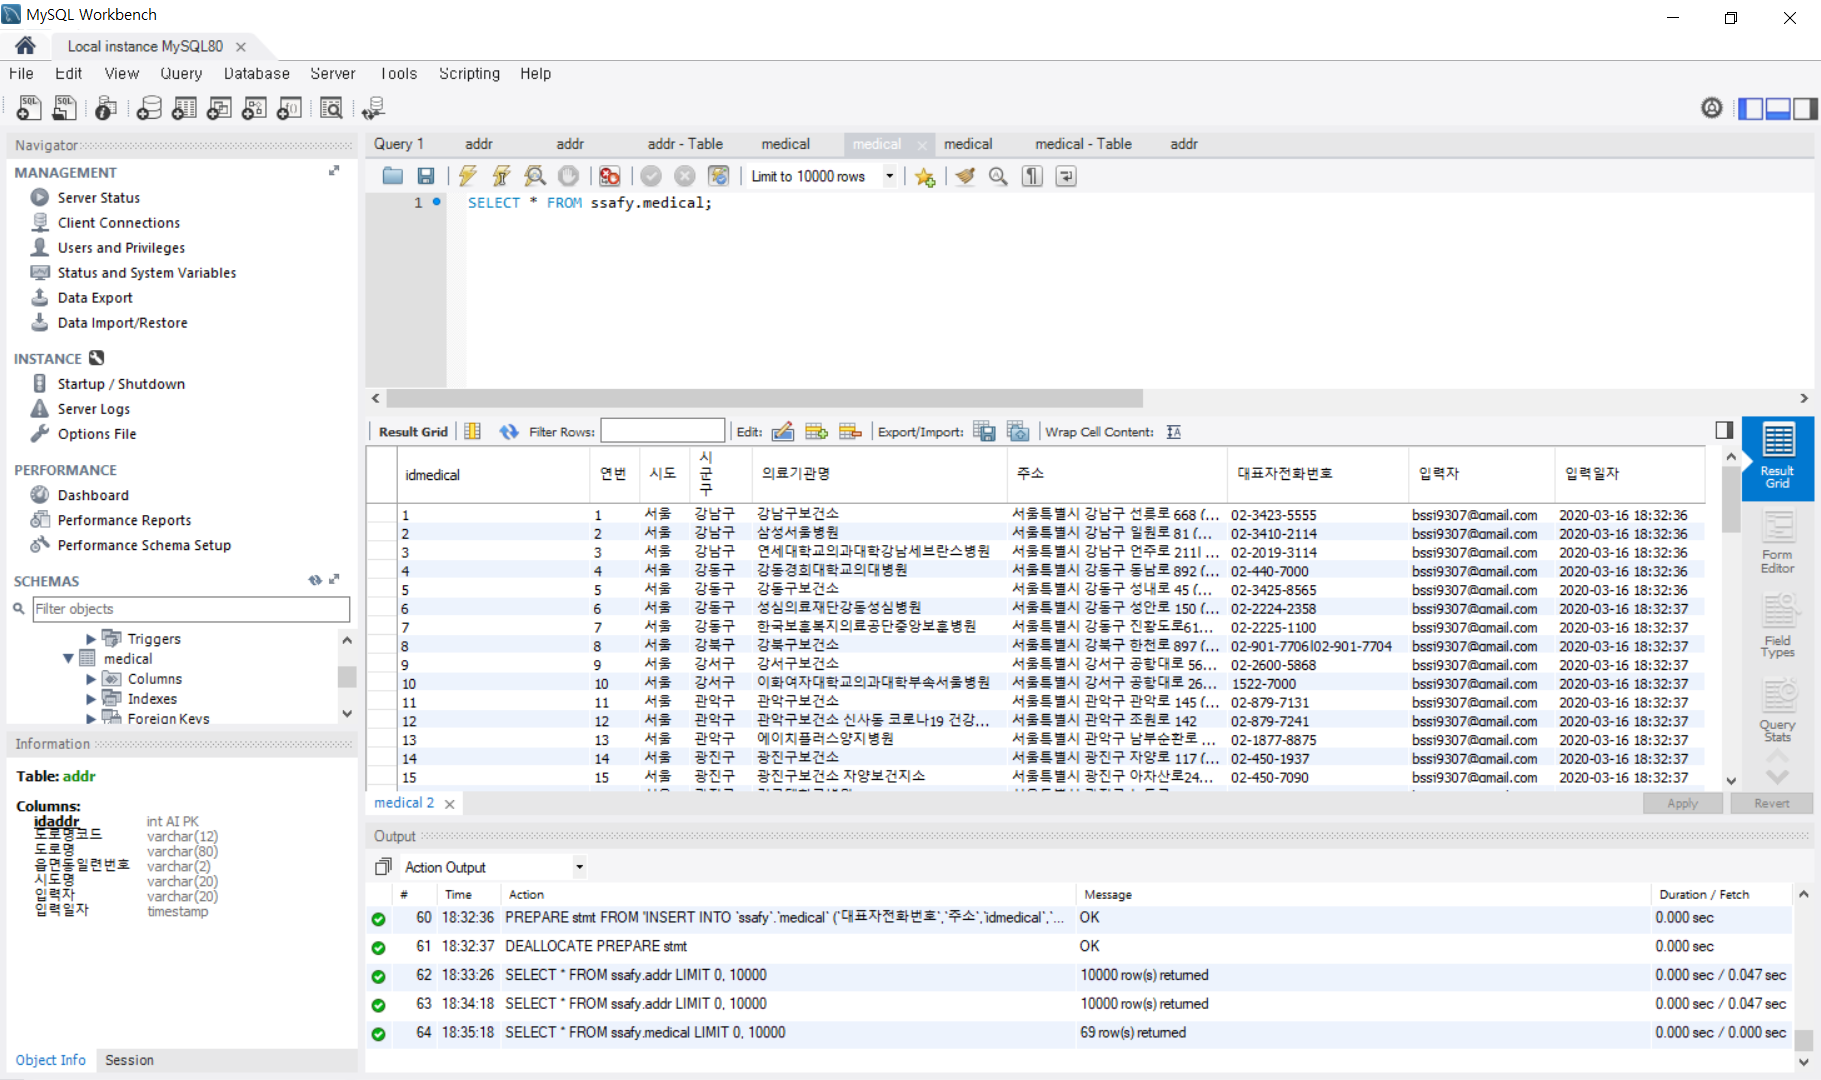 MySQL Workbench
Local instance MySQL80
File Edit View Query Database Server Tools Scripting Help
Navigator
MANAGEMENT
Server Status
Client Connections
Users and Privileges
Status and System Variables
Data Export
Data Import/Restore
INSTANCE
Startup / Shutdown
Server Logs
Options File
PERFORMANCE
Dashboard
Performance Reports
Performance Schema Setup
SCHEMAS
Filter objects
Triggers
medical
Columns
Indexes
Foreign Keys
Information
Table: addr
Columns:
idaddr int AI PK
도로명코드 varchar(12)
도로명 varchar(80)
읍면동일련번호 varchar(2)
시도명 varchar(20)
입력자 varchar(20)
입력일자 timestamp
Object Info Session
Query 1 addr addr addr - Table medical medical medical medical - Table addr
Limit to 10000 rows
1 SELECT * FROM ssafy.medical;
Result Grid Filter Rows: Edit: Export/Import: Wrap Cell Content:
idmedical 연번 시도 시군구 의료기관명 주소 대표자전화번호 입력자 입력일자
1 1 서울 강남구 강남구보건소 서울특별시 강남구 선릉로 668 (... 02-3423-5555 bssi9307@gmail.com 2020-03-16 18:32:36
2 2 서울 강남구 삼성서울병원 서울특별시 강남구 일원로 81 (... 02-3410-2114 bssi9307@gmail.com 2020-03-16 18:32:36
3 3 서울 강남구 연세대학교의과대학강남세브란스병원 서울특별시 강남구 언주로 211| ... 02-2019-3114 bssi9307@gmail.com 2020-03-16 18:32:36
4 4 서울 강동구 강동경희대학교의대병원 서울특별시 강동구 동남로 892 (... 02-440-7000 bssi9307@gmail.com 2020-03-16 18:32:36
5 5 서울 강동구 강동구보건소 서울특별시 강동구 성내로 45 (... 02-3425-8565 bssi9307@gmail.com 2020-03-16 18:32:36
6 6 서울 강동구 성심의료재단강동성심병원 서울특별시 강동구 성안로 150 (... 02-2224-2358 bssi9307@gmail.com 2020-03-16 18:32:37
7 7 서울 강동구 한국보훈복지의료공단중앙보훈병원 서울특별시 강동구 진황도로61... 02-2225-1100 bssi9307@gmail.com 2020-03-16 18:32:37
8 8 서울 강북구 강북구보건소 서울특별시 강북구 한천로 897 (... 02-901-7706|02-901-7704 bssi9307@gmail.com 2020-03-16 18:32:37
9 9 서울 강서구 강서구보건소 서울특별시 강서구 공항대로 56... 02-2600-5868 bssi9307@gmail.com 2020-03-16 18:32:37
10 10 서울 강서구 이화여자대학교의과대학부속서울병원 서울특별시 강서구 공항대로 26... 1522-7000 bssi9307@gmail.com 2020-03-16 18:32:37
11 11 서울 관악구 관악구보건소 서울특별시 관악구 관악로 145 (... 02-879-7131 bssi9307@gmail.com 2020-03-16 18:32:37
12 12 서울 관악구 관악구보건소 신사동 코로나19 건강... 서울특별시 관악구 조원로 142 02-879-7241 bssi9307@gmail.com 2020-03-16 18:32:37
13 13 서울 관악구 에이치플러스양지병원 서울특별시 관악구 남부순환로 ... 02-1877-8875 bssi9307@gmail.com 2020-03-16 18:32:37
14 14 서울 광진구 광진구보건소 서울특별시 광진구 자양로 117 (... 02-450-1937 bssi9307@gmail.com 2020-03-16 18:32:37
15 15 서울 광진구 광진구보건소 자양보건지소 서울특별시 광진구 아차산로24... 02-450-7090 bssi9307@gmail.com 2020-03-16 18:32:37
Result Grid
Form Editor
Field Types
Query Stats
medical 2 Apply Revert
Output
Action Output
# Time Action Message Duration / Fetch
60 18:32:36 PREPARE stmt FROM 'INSERT INTO `ssafy`.`medical` (`대표자전화번호`,`주소`,`idmedical`,`... OK 0.000 sec
61 18:32:37 DEALLOCATE PREPARE stmt OK 0.000 sec
62 18:33:26 SELECT * FROM ssafy.addr LIMIT 0, 10000 10000 row(s) returned 0.000 sec / 0.047 sec
63 18:34:18 SELECT * FROM ssafy.addr LIMIT 0, 10000 10000 row(s) returned 0.000 sec / 0.047 sec
64 18:35:18 SELECT * FROM ssafy.medical LIMIT 0, 10000 69 row(s) returned 0.000 sec / 0.000 sec